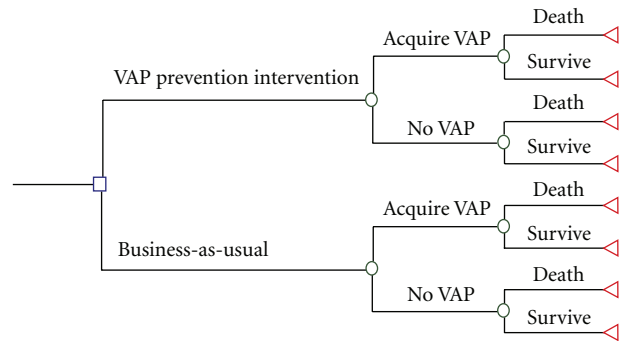 Death
Acquire VAP
Survive
VAP prevention intervention
Death
No VAP
Survive
Death
Acquire VAP
Survive
Business-as-usual
Death
No VAP
Survive